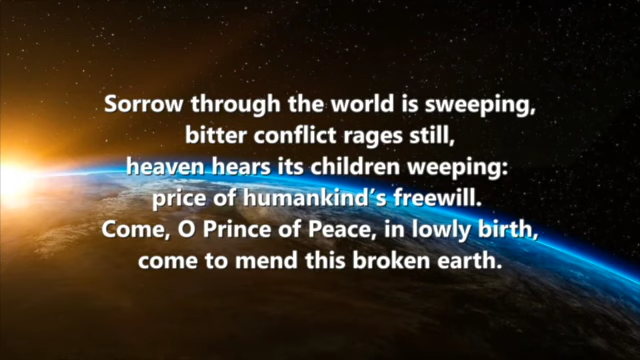 Sorrow through the world is sweeping,
bitter conflict rages still,
heaven hears its children weeping:
price of humankind's freewill.
Come, O Prince of Peace, in lowly birth,
come to mend this broken earth.